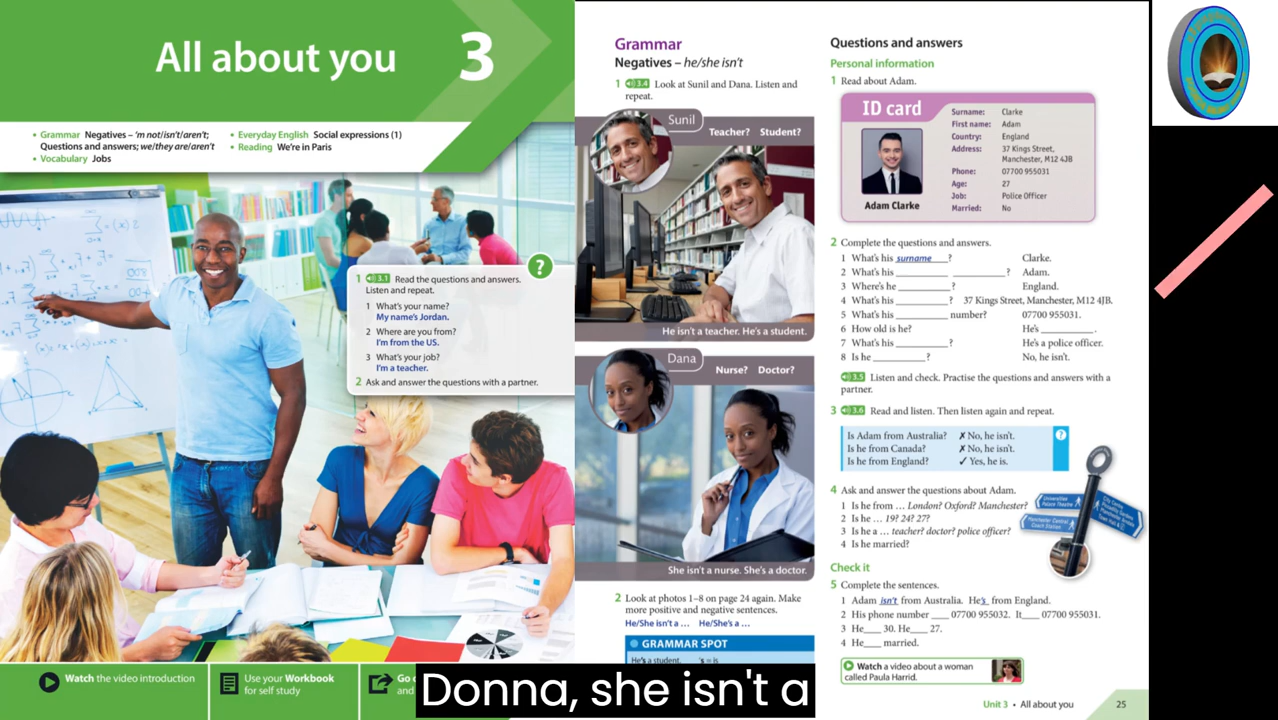 All about you 3
• Grammar Negatives – 'm not/isn't/aren't;
Questions and answers; we/they are/aren't
• Vocabulary Jobs
• Everyday English Social expressions (1)
• Reading We're in Paris
?
1 3.1 Read the questions and answers.
Listen and repeat.
1 What's your name?
My name's Jordan.
2 Where are you from?
I'm from the US.
3 What's your job?
I'm a teacher.
2 Ask and answer the questions with a partner.
Watch the video introduction
Use your Workbook
for self study
Go
and
Grammar
Negatives – he/she isn't
1 3.4 Look at Sunil and Dana. Listen and
repeat.
Sunil
Teacher? Student?
He isn't a teacher. He's a student.
Dana
Nurse? Doctor?
She isn't a nurse. She's a doctor.
2 Look at photos 1–8 on page 24 again. Make
more positive and negative sentences.
He/She isn't a … He/She's a …
GRAMMAR SPOT
He's a student. 's = is
Donna, she isn't a
Questions and answers
Personal information
1 Read about Adam.
ID card
Adam Clarke
Surname: Clarke
First name: Adam
Country: England
Address: 37 Kings Street,
Manchester, M12 4JB
Phone: 07700 955031
Age: 27
Job: Police Officer
Married: No
2 Complete the questions and answers.
1 What's his surname ? Clarke.
2 What's his ________ ________? Adam.
3 Where's he ________? England.
4 What's his ________? 37 Kings Street, Manchester, M12 4JB.
5 What's his ________ number? 07700 955031.
6 How old is he? He's ________.
7 What's his ________? He's a police officer.
8 Is he ________? No, he isn't.
3.5 Listen and check. Practise the questions and answers with a
partner.
3 3.6 Read and listen. Then listen again and repeat.
Is Adam from Australia? ✗ No, he isn't.
Is he from Canada? ✗ No, he isn't.
Is he from England? ✓ Yes, he is.
?
4 Ask and answer the questions about Adam.
1 Is he from … London? Oxford? Manchester?
2 Is he … 19? 24? 27?
3 Is he a … teacher? doctor? police officer?
4 Is he married?
Check it
5 Complete the sentences.
1 Adam isn't from Australia. He's from England.
2 His phone number ___ 07700 955032. It___ 07700 955031.
3 He___ 30. He___ 27.
4 He___ married.
Watch a video about a woman
called Paula Harrid.
Unit 3 • All about you 25